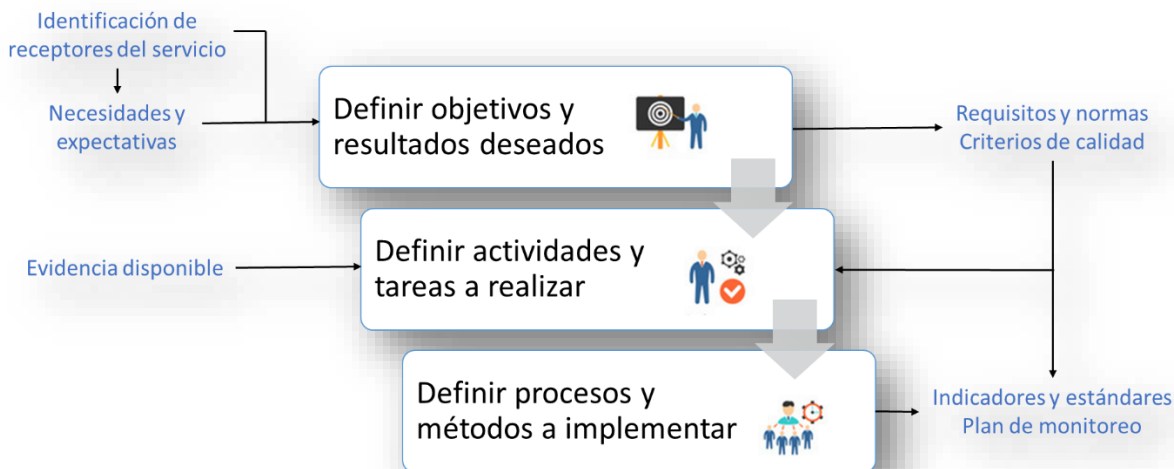 Identificación de
receptores del servicio
Necesidades y
expectativas
Definir objetivos y
resultados deseados
Requisitos y normas
Criterios de calidad
Evidencia disponible
Definir actividades y
tareas a realizar
Definir procesos y
métodos a implementar
Indicadores y estándares
Plan de monitoreo